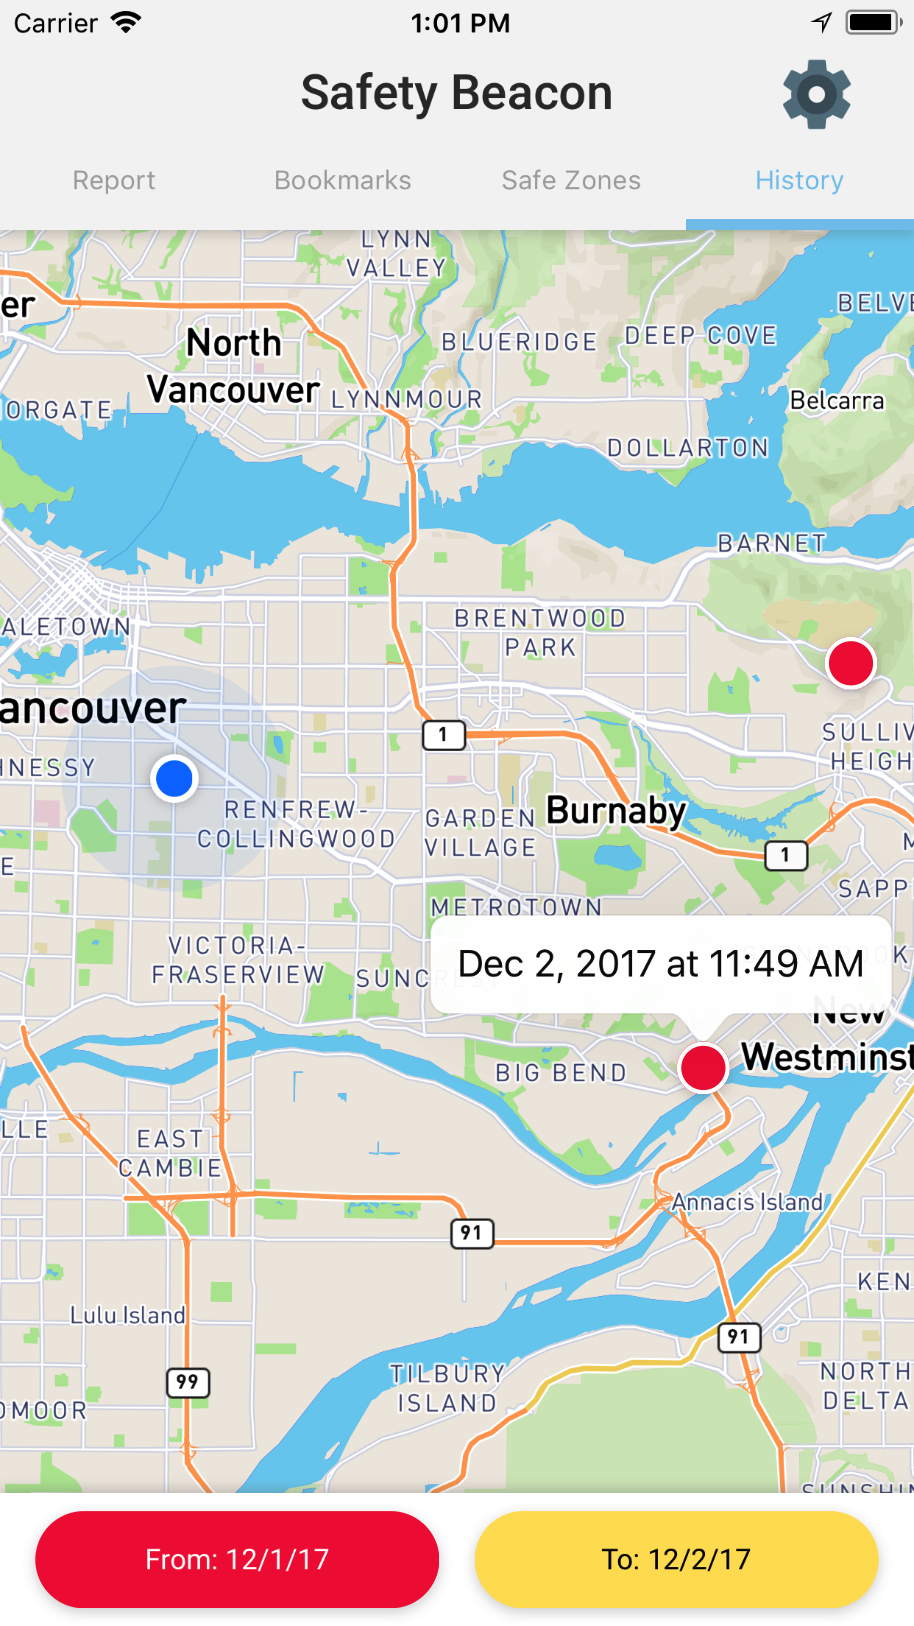 Carrier 1:01 PM
Safety Beacon
Report Bookmarks Safe Zones History
LYNN
VALLEY
er
BELVE
North
Vancouver
BLUERIDGE
DEEP COVE
ORGATE
LYNNMOUR
Belcarra
DOLLARTON
BARNET
ALETOWN
BRENTWOOD
PARK
ancouver
1
SULLIV
HEIGH
HNESSY
RENFREW-
COLLINGWOOD
GARDEN
VILLAGE
Burnaby
1
M
E
SAPP
METROTOWN
VICTORIA-
FRASERVIEW
SUNC
Dec 2, 2017 at 11:49 AM
OK
New
Westminst
BIG BEND
LLE
EAST
CAMBIE
Annacis Island
91
KEN
Lulu Island
91
99
TILBURY
ISLAND
NORTH
DELTA
OMOOR
SUNSHIN
From: 12/1/17 To: 12/2/17